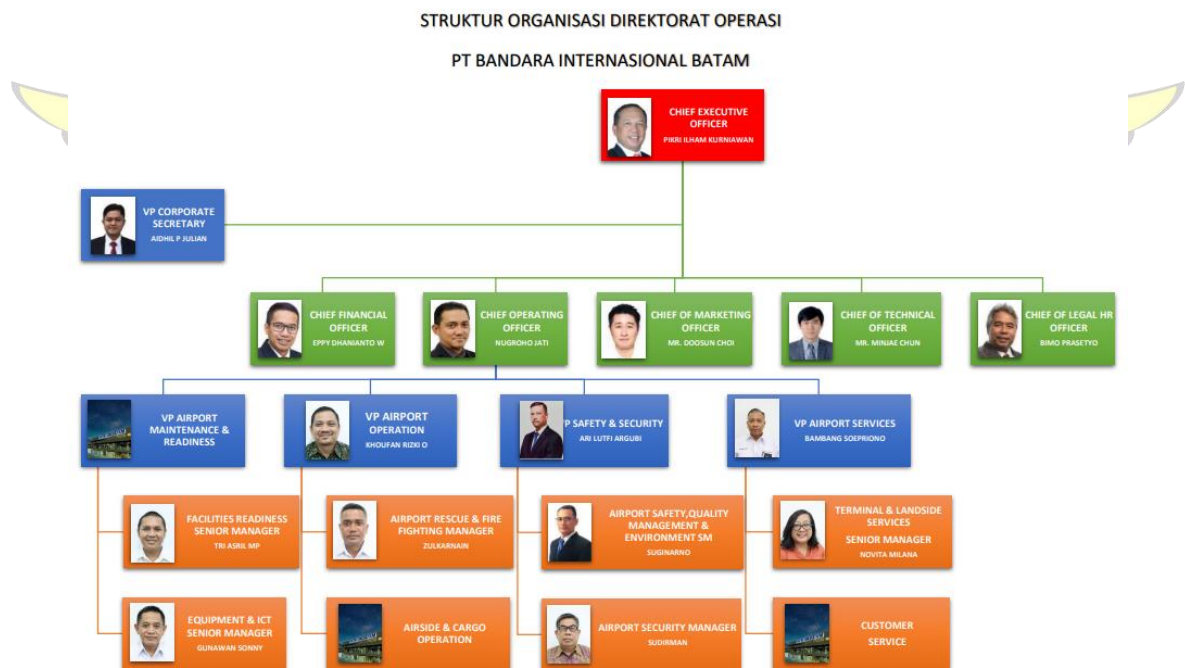 STRUKTUR ORGANISASI DIREKTORAT OPERASI
PT BANDARA INTERNASIONAL BATAM
CHIEF EXECUTIVE
OFFICER
PIKRI ILHAM KURNIAWAN
VP CORPORATE
SECRETARY
AIDHIL P JULIAN
CHIEF FINANCIAL
OFFICER
EPPY DHANIANTO W
CHIEF OPERATING
OFFICER
NUGROHO JATI
CHIEF OF MARKETING
OFFICER
MR. DOOSUN CHOI
CHIEF OF TECHNICAL
OFFICER
MR. MINJAE CHUN
CHIEF OF LEGAL HR
OFFICER
BIMO PRASETYO
VP AIRPORT
MAINTENANCE &
READINESS
VP AIRPORT
OPERATION
KHOUFAN RIZKI O
VP SAFETY & SECURITY
ARI LUTFI ARGUBI
VP AIRPORT SERVICES
BAMBANG SOEPRIONO
FACILITIES READINESS
SENIOR MANAGER
TRI ASRIL MP
AIRPORT RESCUE & FIRE
FIGHTING MANAGER
ZULKARNAIN
AIRPORT SAFETY,QUALITY
MANAGEMENT &
ENVIRONMENT SM
SUGINARNO
TERMINAL & LANDSIDE
SERVICES
SENIOR MANAGER
NOVITA MILANA
EQUIPMENT & ICT
SENIOR MANAGER
GUNAWAN SONNY
AIRSIDE & CARGO
OPERATION
AIRPORT SECURITY MANAGER
SUDIRMAN
CUSTOMER
SERVICE